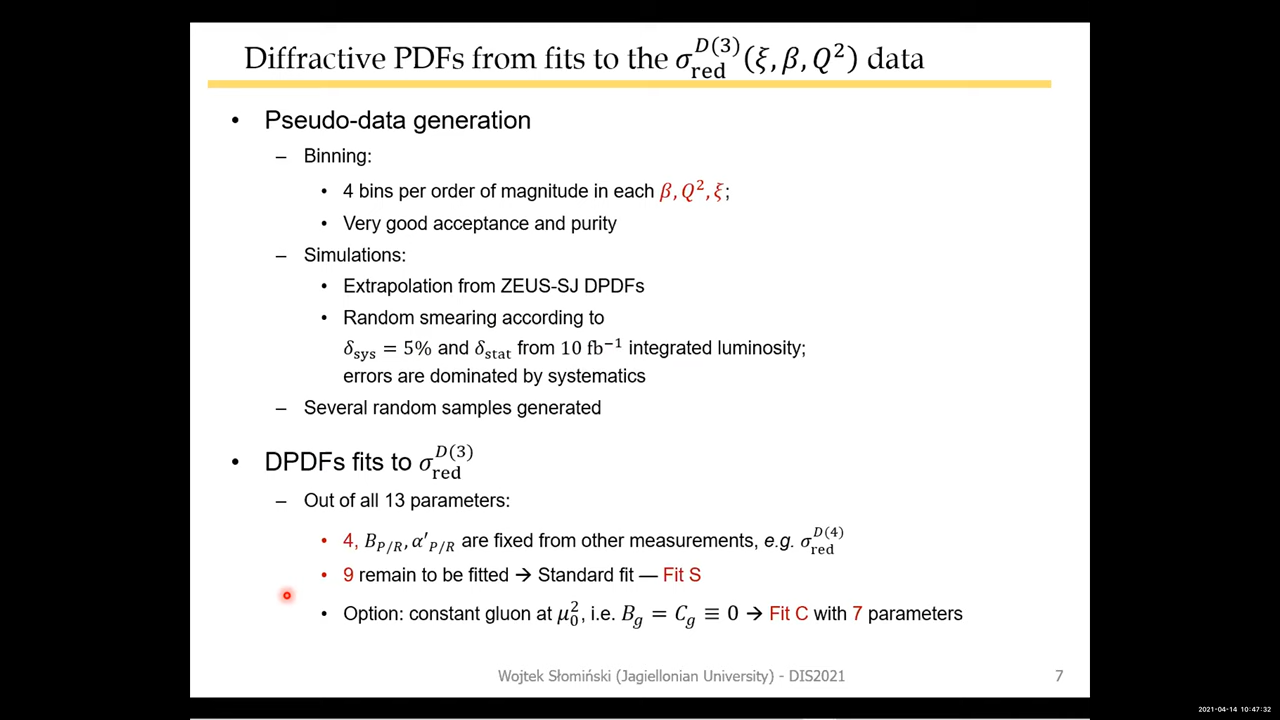 Diffractive PDFs from fits to the σ_red^{D(3)}(ξ, β, Q²) data
• Pseudo-data generation
– Binning:
• 4 bins per order of magnitude in each β, Q², ξ;
• Very good acceptance and purity
– Simulations:
• Extrapolation from ZEUS-SJ DPDFs
• Random smearing according to
δ_sys = 5% and δ_stat from 10 fb⁻¹ integrated luminosity;
errors are dominated by systematics
– Several random samples generated
• DPDFs fits to σ_red^{D(3)}
– Out of all 13 parameters:
• 4, B_{P/R}, α′_{P/R} are fixed from other measurements, e.g. σ_red^{D(4)}
• 9 remain to be fitted → Standard fit — Fit S
• Option: constant gluon at μ₀², i.e. B_g = C_g ≡ 0 → Fit C with 7 parameters
Wojtek Słomiński (Jagiellonian University) - DIS2021
7
2021-04-14 10:47:32